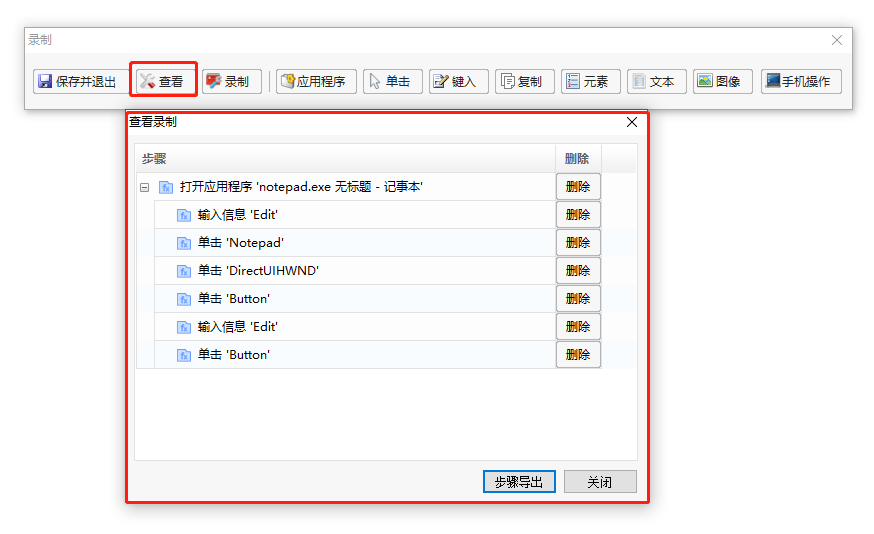 录制
保存并退出 查看 录制 应用程序 单击 键入 复制 元素 文本 图像 手机操作
查看录制
步骤 删除
打开应用程序 'notepad.exe 无标题 - 记事本' 删除
输入信息 'Edit' 删除
单击 'Notepad' 删除
单击 'DirectUIHWND' 删除
单击 'Button' 删除
输入信息 'Edit' 删除
单击 'Button' 删除
步骤导出 关闭